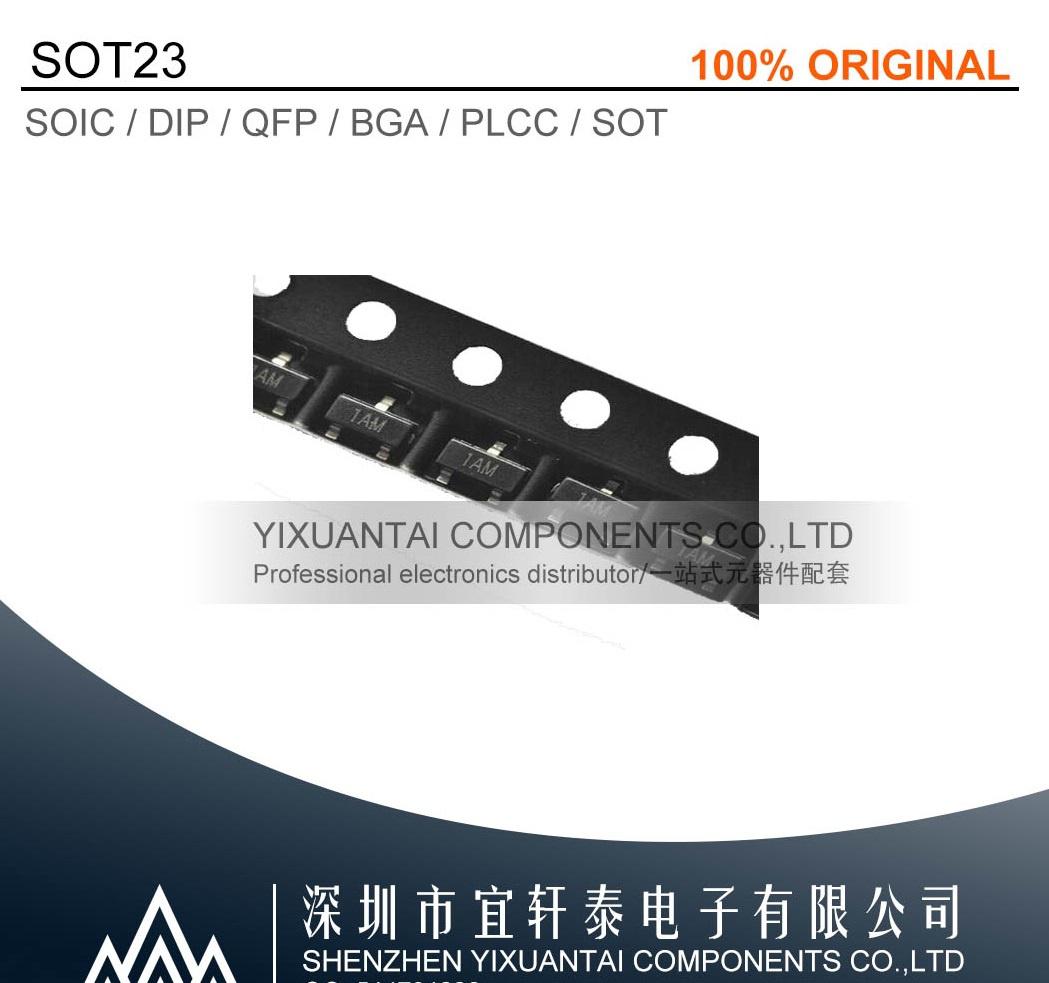 SOT23
100% ORIGINAL
SOIC / DIP / QFP / BGA / PLCC / SOT
1AM
1AM
1AM
1AM
1AM
YIXUANTAI COMPONENTS CO.,LTD
Professional electronics distributor/一站式元器件配套
深圳市宜轩泰电子有限公司
SHENZHEN YIXUANTAI COMPONENTS CO.,LTD